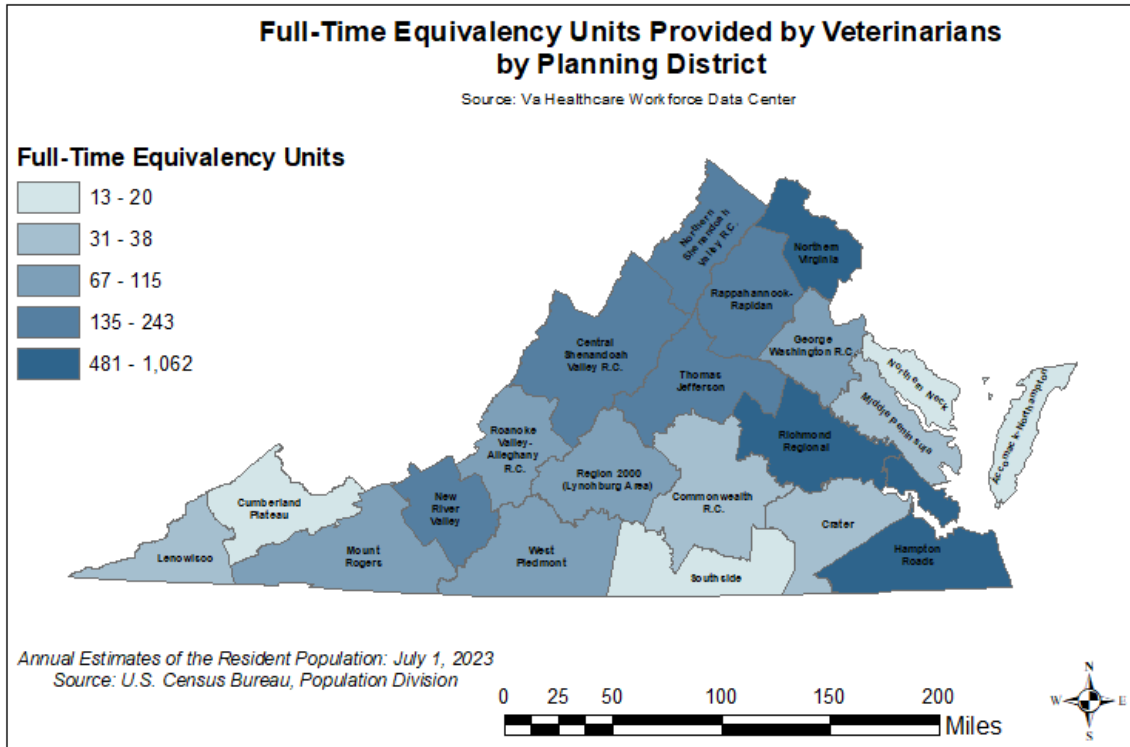 Full-Time Equivalency Units Provided by Veterinarians
by Planning District
Source: Va Healthcare Workforce Data Center
Full-Time Equivalency Units
13 - 20
31 - 38
67 - 115
135 - 243
481 - 1,062
Northern
Shenandoah
Valley R.C.
Northern
Virginia
Rappahannock-
Rapidan
Central
Shenandoah
Valley R.C.
George
Washington R.C.
Thomas
Jefferson
Northern Neck
Middle Peninsula
Accomack-Northampton
Roanoke
Valley-
Alleghany
R.C.
Richmond
Regional
Region 2000
(Lynchburg Area)
Commonwealth
R.C.
New
River
Valley
Cumberland
Plateau
Crater
Lenowisco
Mount
Rogers
West
Piedmont
Southside
Hampton
Roads
Annual Estimates of the Resident Population: July 1, 2023
Source: U.S. Census Bureau, Population Division
0 25 50 100 150 200
Miles
N
W E
S